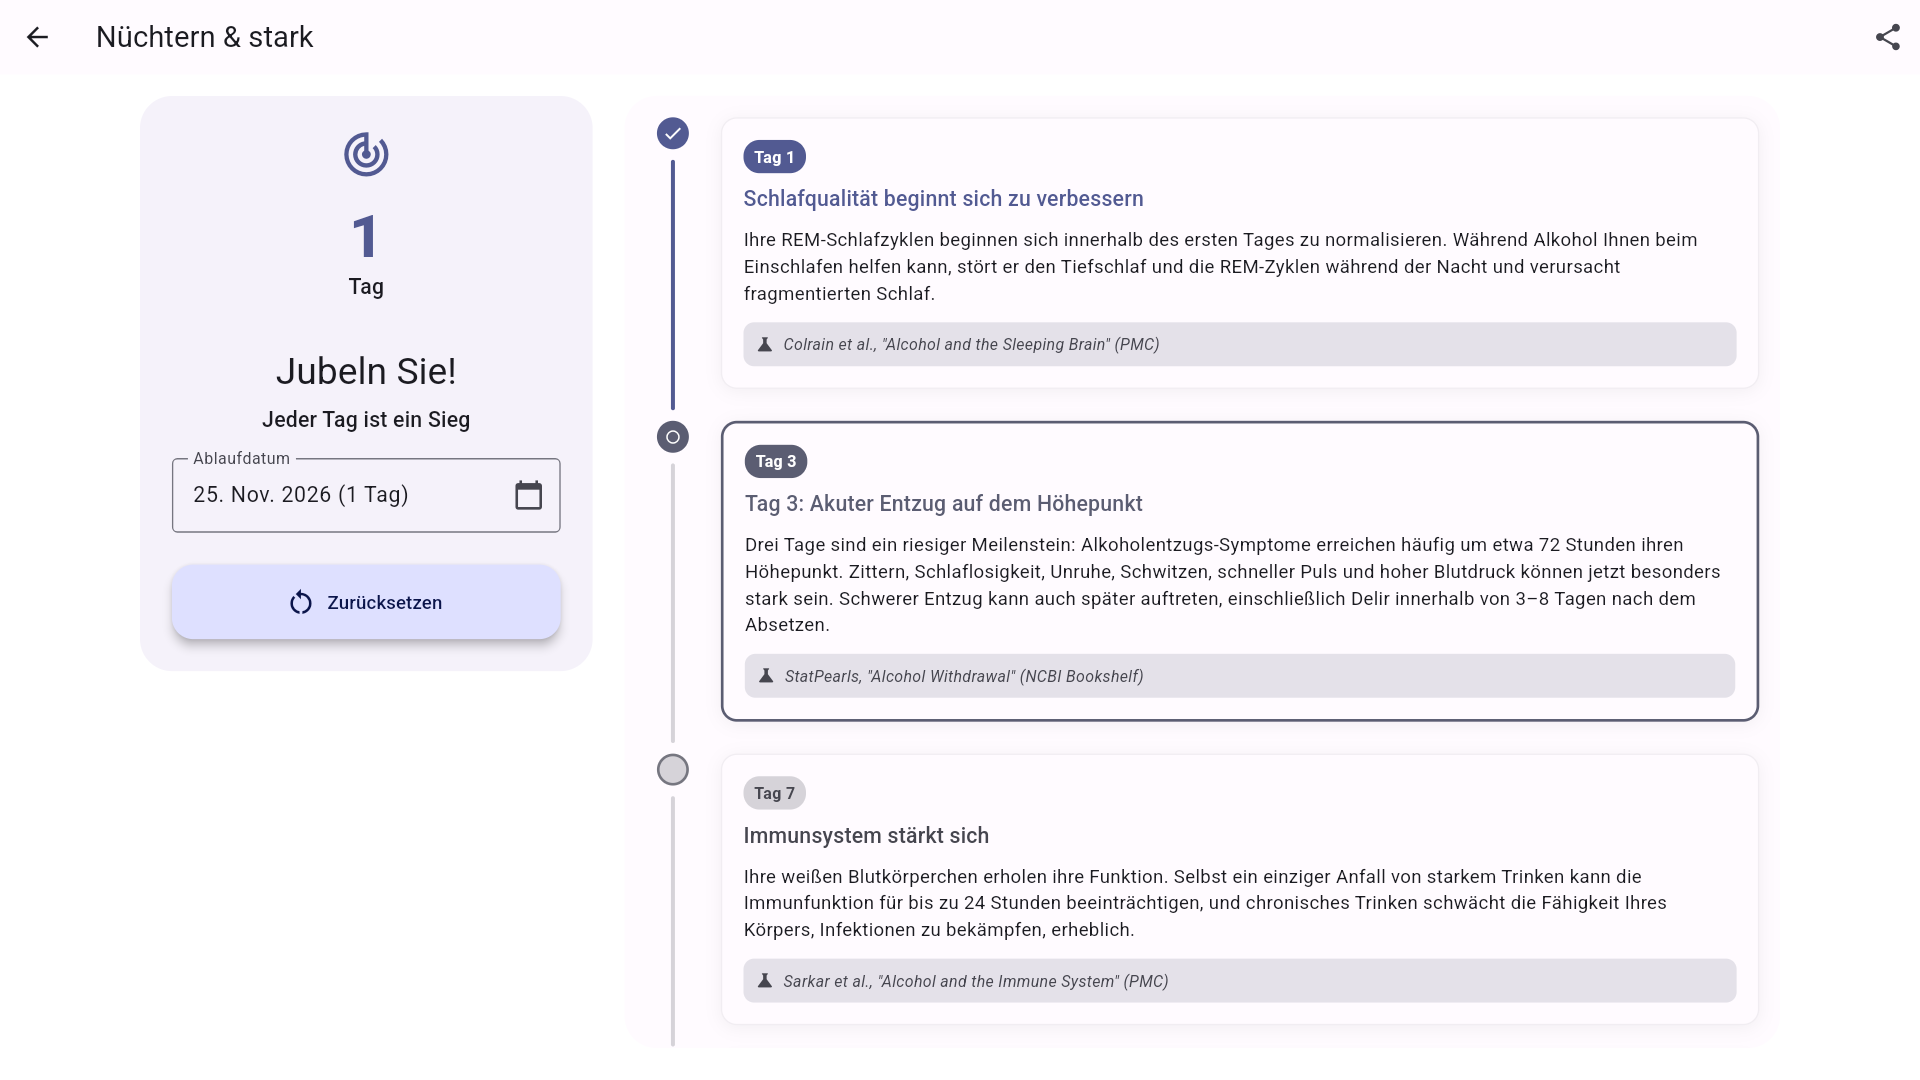 Nüchtern & stark
1
Tag
Jubeln Sie!
Jeder Tag ist ein Sieg
Ablaufdatum
25. Nov. 2026 (1 Tag)
Zurücksetzen
Tag 1
Schlafqualität beginnt sich zu verbessern
Ihre REM-Schlafzyklen beginnen sich innerhalb des ersten Tages zu normalisieren. Während Alkohol Ihnen beim
Einschlafen helfen kann, stört er den Tiefschlaf und die REM-Zyklen während der Nacht und verursacht
fragmentierten Schlaf.
Colrain et al., "Alcohol and the Sleeping Brain" (PMC)
Tag 3
Tag 3: Akuter Entzug auf dem Höhepunkt
Drei Tage sind ein riesiger Meilenstein: Alkoholentzugs-Symptome erreichen häufig um etwa 72 Stunden ihren
Höhepunkt. Zittern, Schlaflosigkeit, Unruhe, Schwitzen, schneller Puls und hoher Blutdruck können jetzt besonders
stark sein. Schwerer Entzug kann auch später auftreten, einschließlich Delir innerhalb von 3–8 Tagen nach dem
Absetzen.
StatPearls, "Alcohol Withdrawal" (NCBI Bookshelf)
Tag 7
Immunsystem stärkt sich
Ihre weißen Blutkörperchen erholen ihre Funktion. Selbst ein einziger Anfall von starkem Trinken kann die
Immunfunktion für bis zu 24 Stunden beeinträchtigen, und chronisches Trinken schwächt die Fähigkeit Ihres
Körpers, Infektionen zu bekämpfen, erheblich.
Sarkar et al., "Alcohol and the Immune System" (PMC)